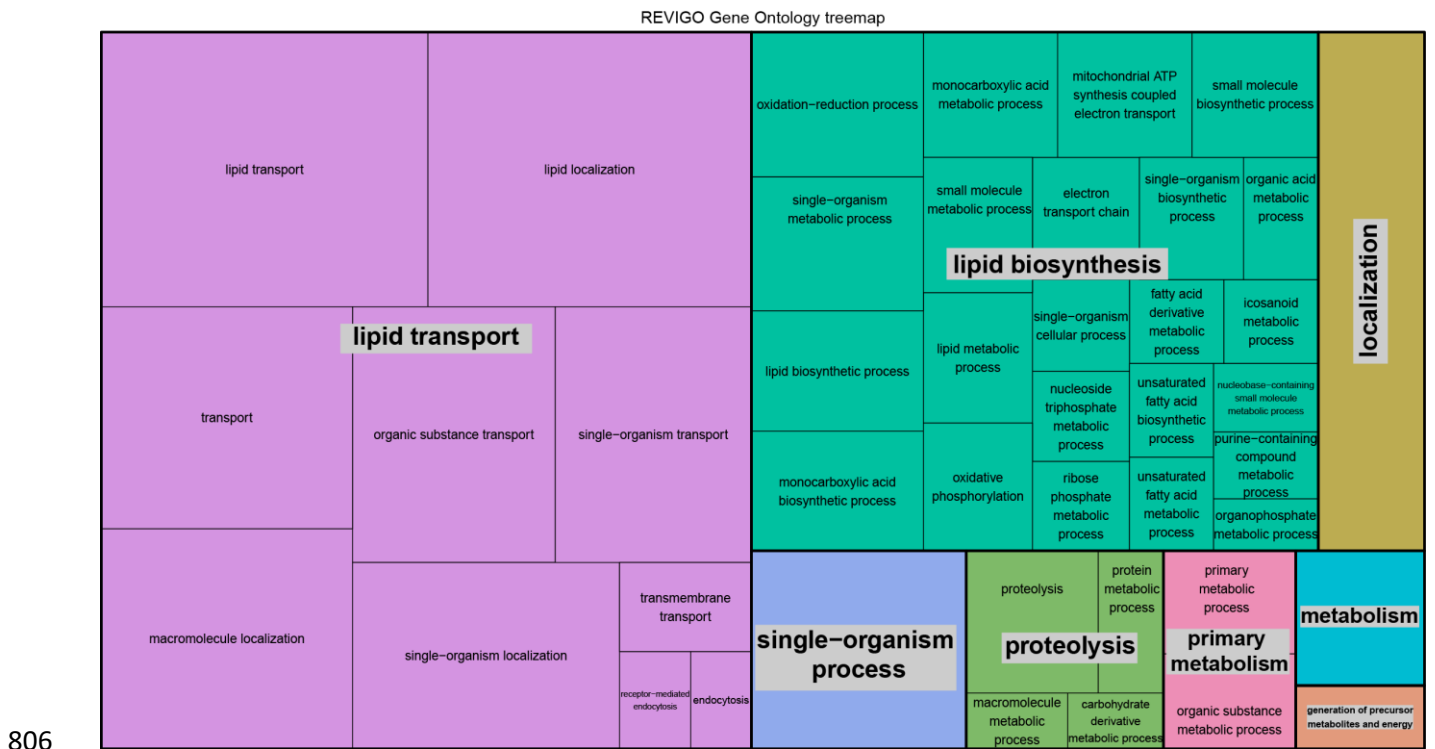 REVIGO Gene Ontology treemap
lipid transport
lipid localization
transport
organic substance transport
single−organism transport
macromolecule localization
single−organism localization
transmembrane
transport
receptor−mediated
endocytosis
endocytosis
lipid transport
oxidation−reduction process
monocarboxylic acid
metabolic process
mitochondrial ATP
synthesis coupled
electron transport
small molecule
biosynthetic process
single−organism
metabolic process
small molecule
metabolic process
electron
transport chain
single−organism
biosynthetic
process
organic acid
metabolic
process
lipid biosynthesis
lipid biosynthetic process
lipid metabolic
process
single−organism
cellular process
fatty acid
derivative
metabolic
process
icosanoid
metabolic
process
nucleoside
triphosphate
metabolic
process
unsaturated
fatty acid
biosynthetic
process
nucleobase−containing
small molecule
metabolic process
purine−containing
compound
metabolic
process
monocarboxylic acid
biosynthetic process
oxidative
phosphorylation
ribose
phosphate
metabolic
process
unsaturated
fatty acid
metabolic
process
organophosphate
metabolic process
localization
single−organism
process
proteolysis
protein
metabolic
process
proteolysis
macromolecule
metabolic
process
carbohydrate
derivative
metabolic process
primary
metabolic
process
primary
metabolism
organic substance
metabolic process
metabolism
generation of precursor
metabolites and energy
806